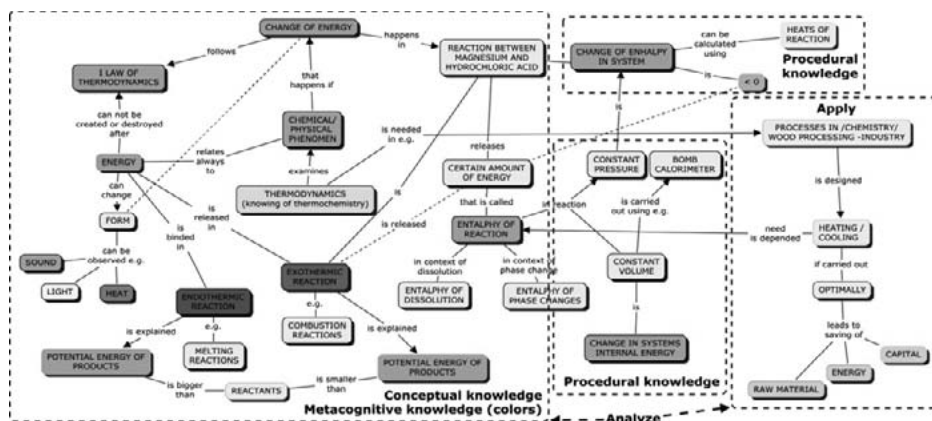 CHANGE OF ENERGY
happens
in
follows
REACTION BETWEEN
MAGNESIUM AND
HYDROCHLORIC ACID
CHANGE OF ENHALPY
IN SYSTEM
can be
calculated
using
HEATS OF
REACTION
Procedural
knowledge
is
< 0
I LAW OF
THERMODYNAMICS
that
happens if
can not be
created or destroyed
after
CHEMICAL/
PHYSICAL
PHENOMEN
is needed
in e.g.
is
Apply
PROCESSES IN /CHEMISTRY/
WOOD PROCESSING -INDUSTRY
ENERGY
relates
always
to
examines
releases
CERTAIN AMOUNT
OF ENERGY
CONSTANT
PRESSURE
BOMB
CALORIMETER
can
change
THERMODYNAMICS
(knowing of thermochemistry)
is
that is called
is designed
FORM
is
released
in
is
binded
in
is released
ENTALPHY OF
REACTION
in reaction
is carried
out using e.g.
need
is depended
HEATING /
COOLING
can be
observed e.g.
SOUND
LIGHT
HEAT
EXOTHERMIC
REACTION
in context of
dissolution
in context of
phase change
CONSTANT
VOLUME
if carried
out
ENDOTHERMIC
REACTION
ENTALPHY OF
DISSOLUTION
ENTALPHY OF
PHASE CHANGES
OPTIMALLY
is explained
e.g.
e.g.
COMBUSTION
REACTIONS
is explained
is
leads to
saving of
MELTING
REACTIONS
POTENTIAL ENERGY OF
PRODUCTS
POTENTIAL ENERGY OF
PRODUCTS
CHANGE IN SYSTEMS
INTERNAL ENERGY
CAPITAL
ENERGY
RAW MATERIAL
is bigger
than
REACTANTS
is smaller
than
Procedural knowledge
Conceptual knowledge
Metacognitive knowledge (colors)
Analyze